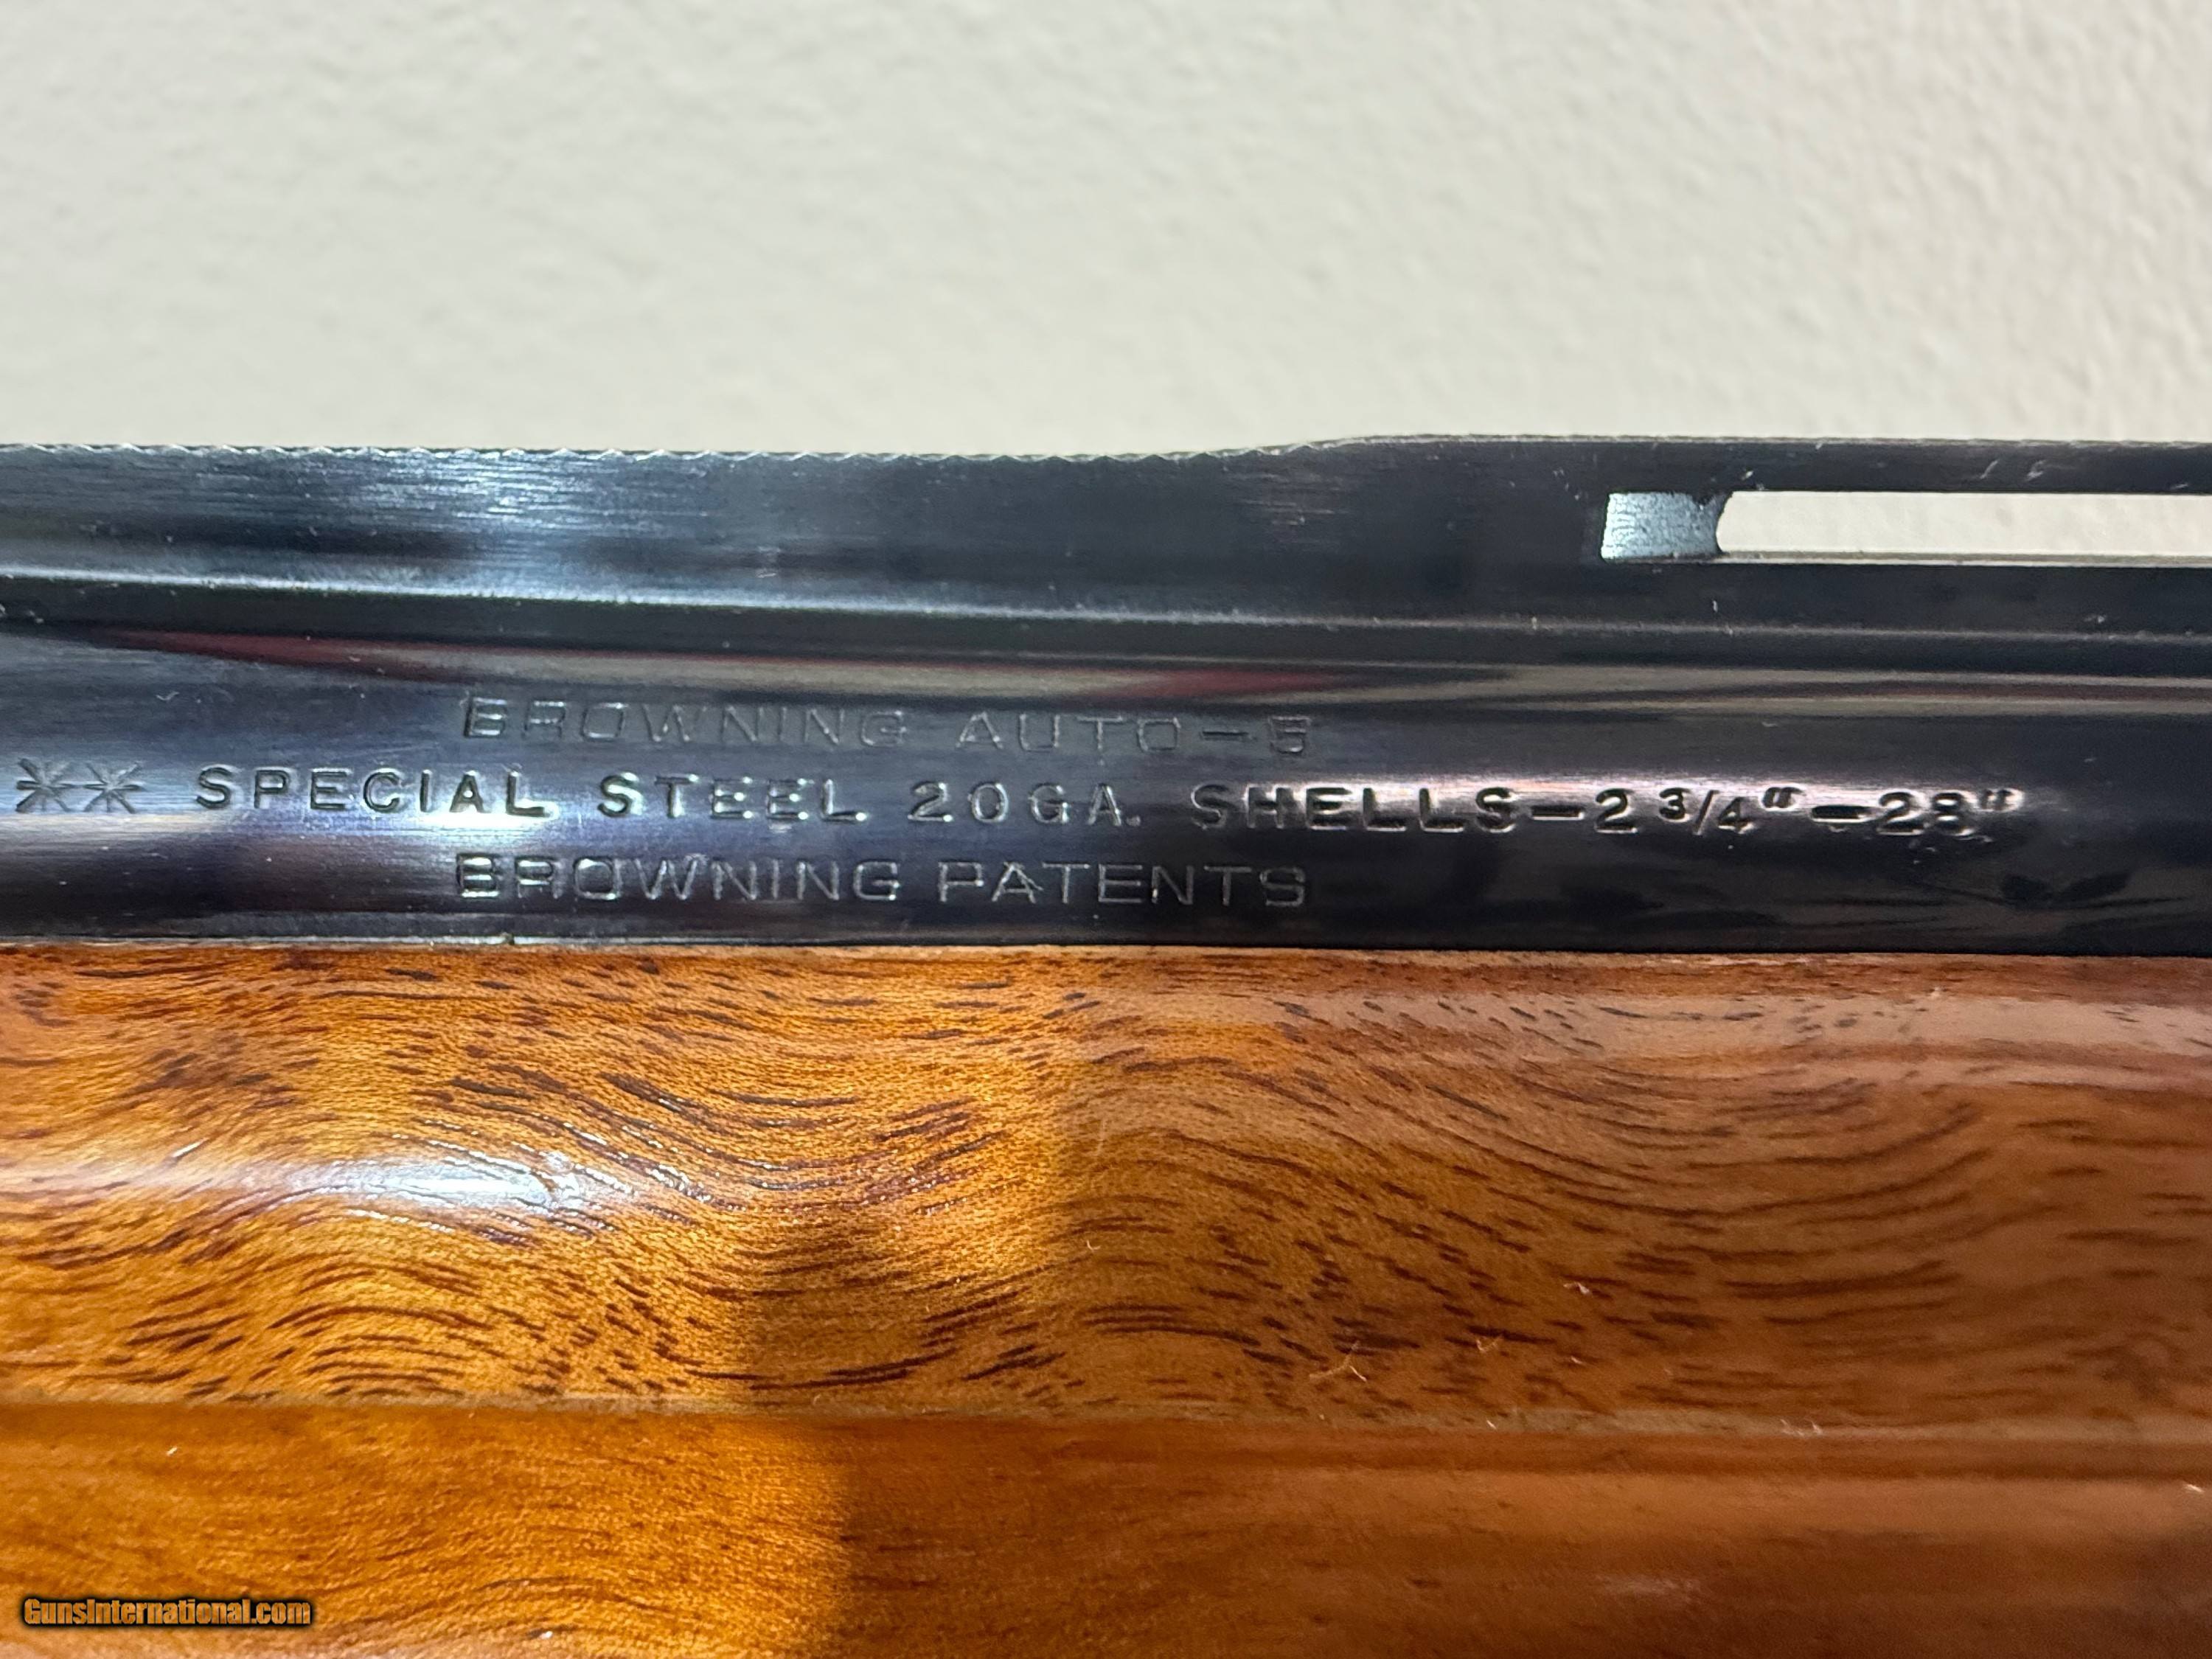 BROWNING AUTO-5
** SPECIAL STEEL 20GA. SHELLS-2 3/4"-28"
BROWNING PATENTS
GunsInternational.com